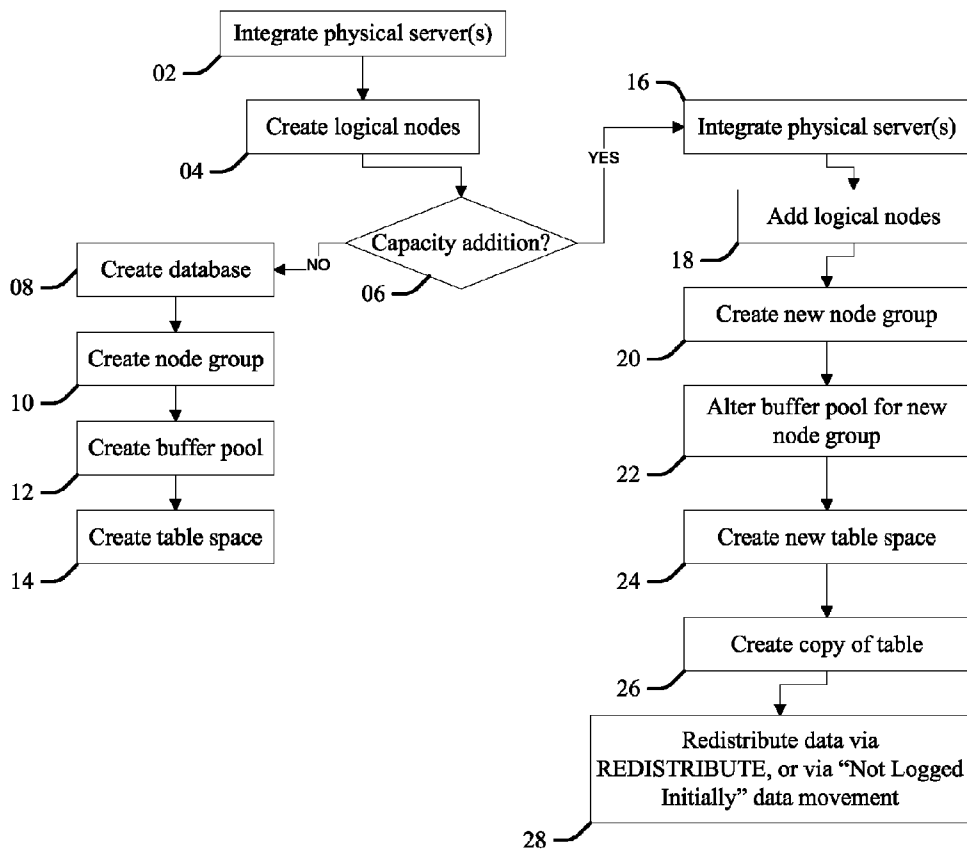 Integrate physical server(s)
02
Create logical nodes
04
Capacity addition?
06
NO
YES
Create database
08
Create node group
10
Create buffer pool
12
Create table space
14
16
Integrate physical server(s)
Add logical nodes
18
Create new node group
20
Alter buffer pool for new
node group
22
Create new table space
24
Create copy of table
26
Redistribute data via
REDISTRIBUTE, or via “Not Logged
Initially” data movement
28